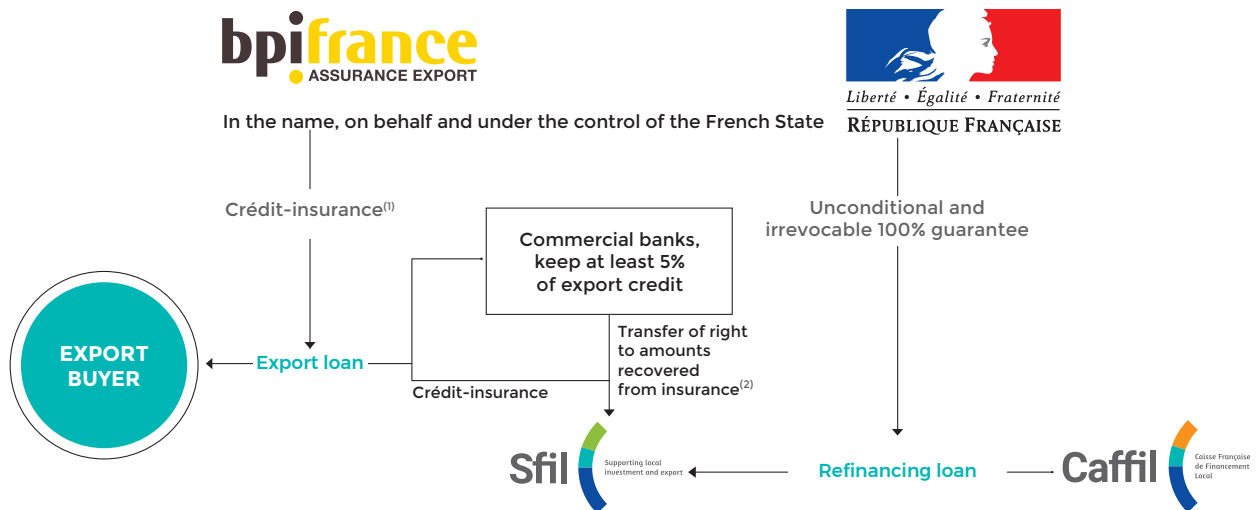 bpifrance
ASSURANCE EXPORT
Liberté • Égalité • Fraternité
RÉPUBLIQUE FRANÇAISE
In the name, on behalf and under the control of the French State
Crédit-insurance(1)
Unconditional and
irrevocable 100% guarantee
Commercial banks,
keep at least 5%
of export credit
Transfer of right
to amounts
recovered
from insurance(2)
EXPORT
BUYER
Export loan
Crédit-insurance
Sfil
Supporting local
investment and export
Refinancing loan
Caffil
Caisse Française
de Financement
Local